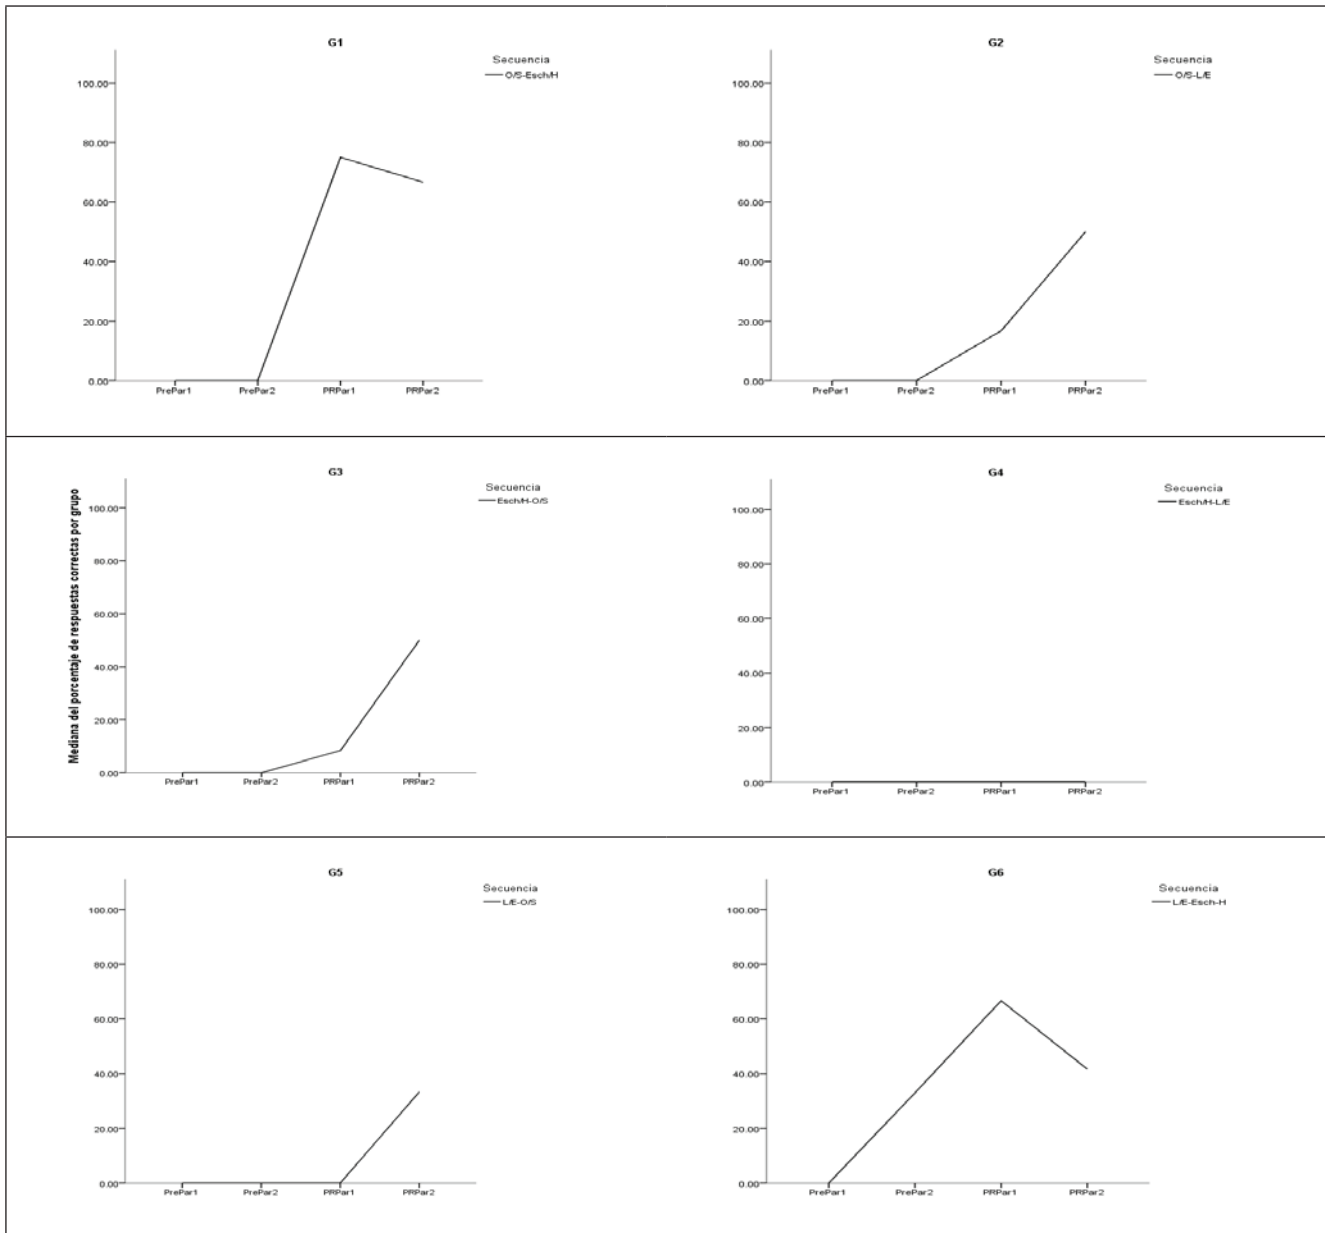 G1
Secuencia
O/S-Esch/H
100.00
80.00
60.00
40.00
20.00
0.00
PrePar1 PrePar2 PRPar1 PRPar2
G2
Secuencia
O/S-L/E
100.00
80.00
60.00
40.00
20.00
0.00
PrePar1 PrePar2 PRPar1 PRPar2
Mediana del porcentaje de respuestas correctas por grupo
G3
Secuencia
Esch/H-O/S
100.00
80.00
60.00
40.00
20.00
0.00
PrePar1 PrePar2 PRPar1 PRPar2
G4
Secuencia
Esch/H-L/E
100.00
80.00
60.00
40.00
20.00
0.00
PrePar1 PrePar2 PRPar1 PRPar2
G5
Secuencia
L/E-O/S
100.00
80.00
60.00
40.00
20.00
0.00
PrePar1 PrePar2 PRPar1 PRPar2
G6
Secuencia
L/E-Esch-H
100.00
80.00
60.00
40.00
20.00
0.00
PrePar1 PrePar2 PRPar1 PRPar2